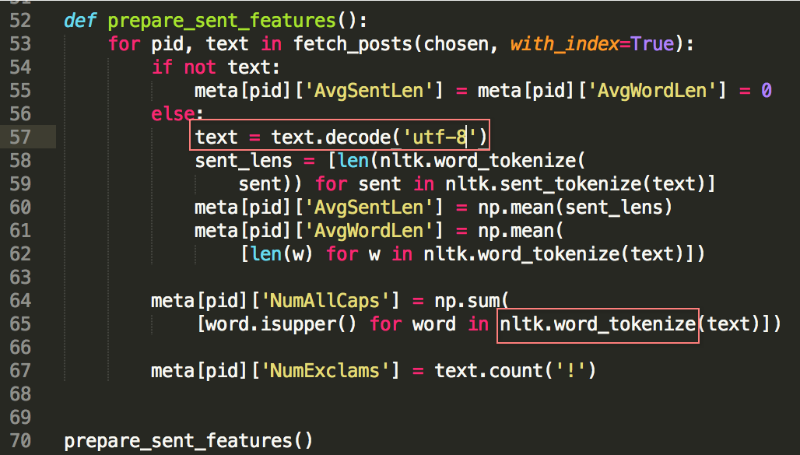 52 def prepare_sent_features():
53 for pid, text in fetch_posts(chosen, with_index=True):
54 if not text:
55 meta[pid]['AvgSentLen'] = meta[pid]['AvgWordLen'] = 0
56 else:
57 text = text.decode('utf-8')
58 sent_lens = [len(nltk.word_tokenize(
59 sent)) for sent in nltk.sent_tokenize(text)]
60 meta[pid]['AvgSentLen'] = np.mean(sent_lens)
61 meta[pid]['AvgWordLen'] = np.mean(
62 [len(w) for w in nltk.word_tokenize(text)])
63
64 meta[pid]['NumAllCaps'] = np.sum(
65 [word.isupper() for word in nltk.word_tokenize(text)])
66
67 meta[pid]['NumExclams'] = text.count('!')
68
69
70 prepare_sent_features()